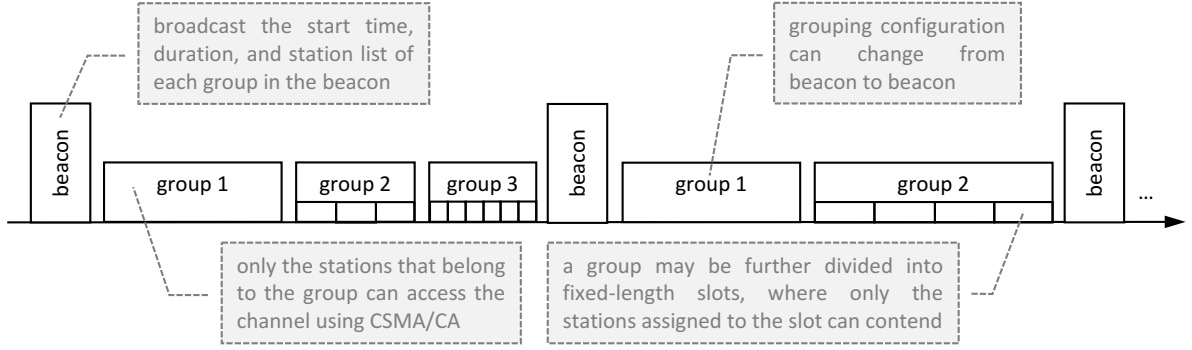 broadcast the start time,
duration, and station list of
each group in the beacon
grouping configuration
can change from
beacon to beacon
beacon
group 1
group 2
group 3
beacon
group 1
group 2
beacon
...
only the stations that belong
to the group can access the
channel using CSMA/CA
a group may be further divided into
fixed-length slots, where only the
stations assigned to the slot can contend